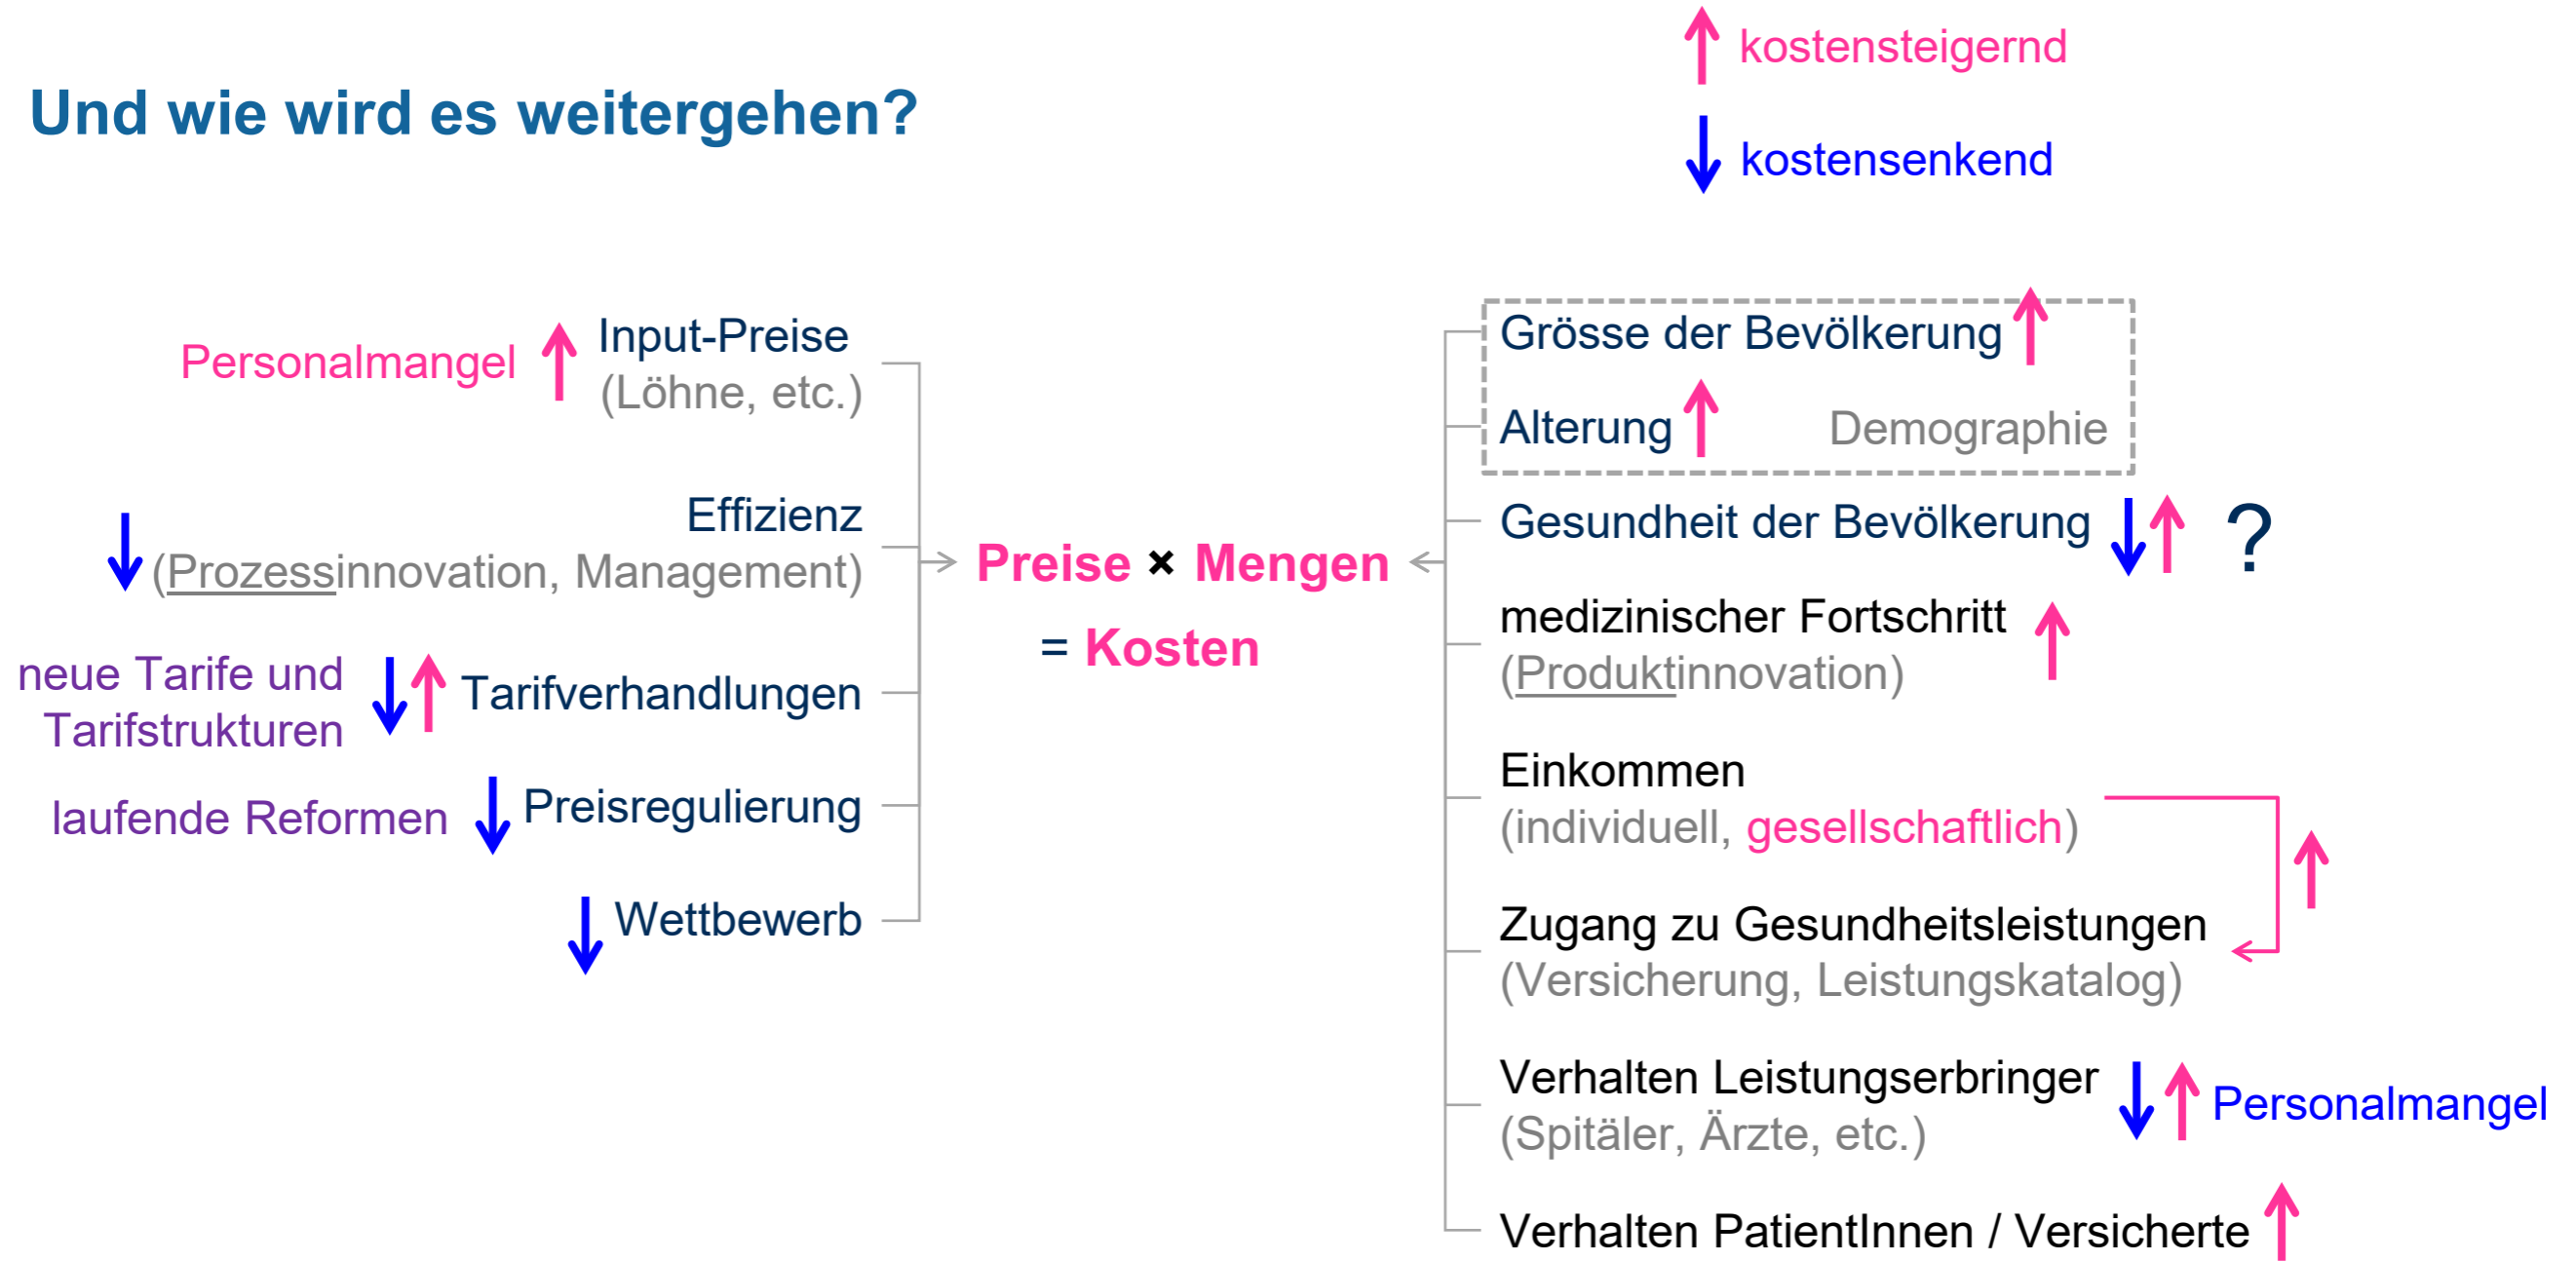 kostensteigernd
Und wie wird es weitergehen?
kostensenkend
Personalmangel
Input-Preise
(Löhne, etc.)
Effizienz
(Prozessinnovation, Management)
neue Tarife und
Tarifstrukturen
Tarifverhandlungen
laufende Reformen
Preisregulierung
Wettbewerb
Preise × Mengen
= Kosten
Grösse der Bevölkerung
Alterung
Demographie
Gesundheit der Bevölkerung
?
medizinischer Fortschritt
(Produktinnovation)
Einkommen
(individuell, gesellschaftlich)
Zugang zu Gesundheitsleistungen
(Versicherung, Leistungskatalog)
Verhalten Leistungserbringer
(Spitäler, Ärzte, etc.)
Personalmangel
Verhalten PatientInnen / Versicherte